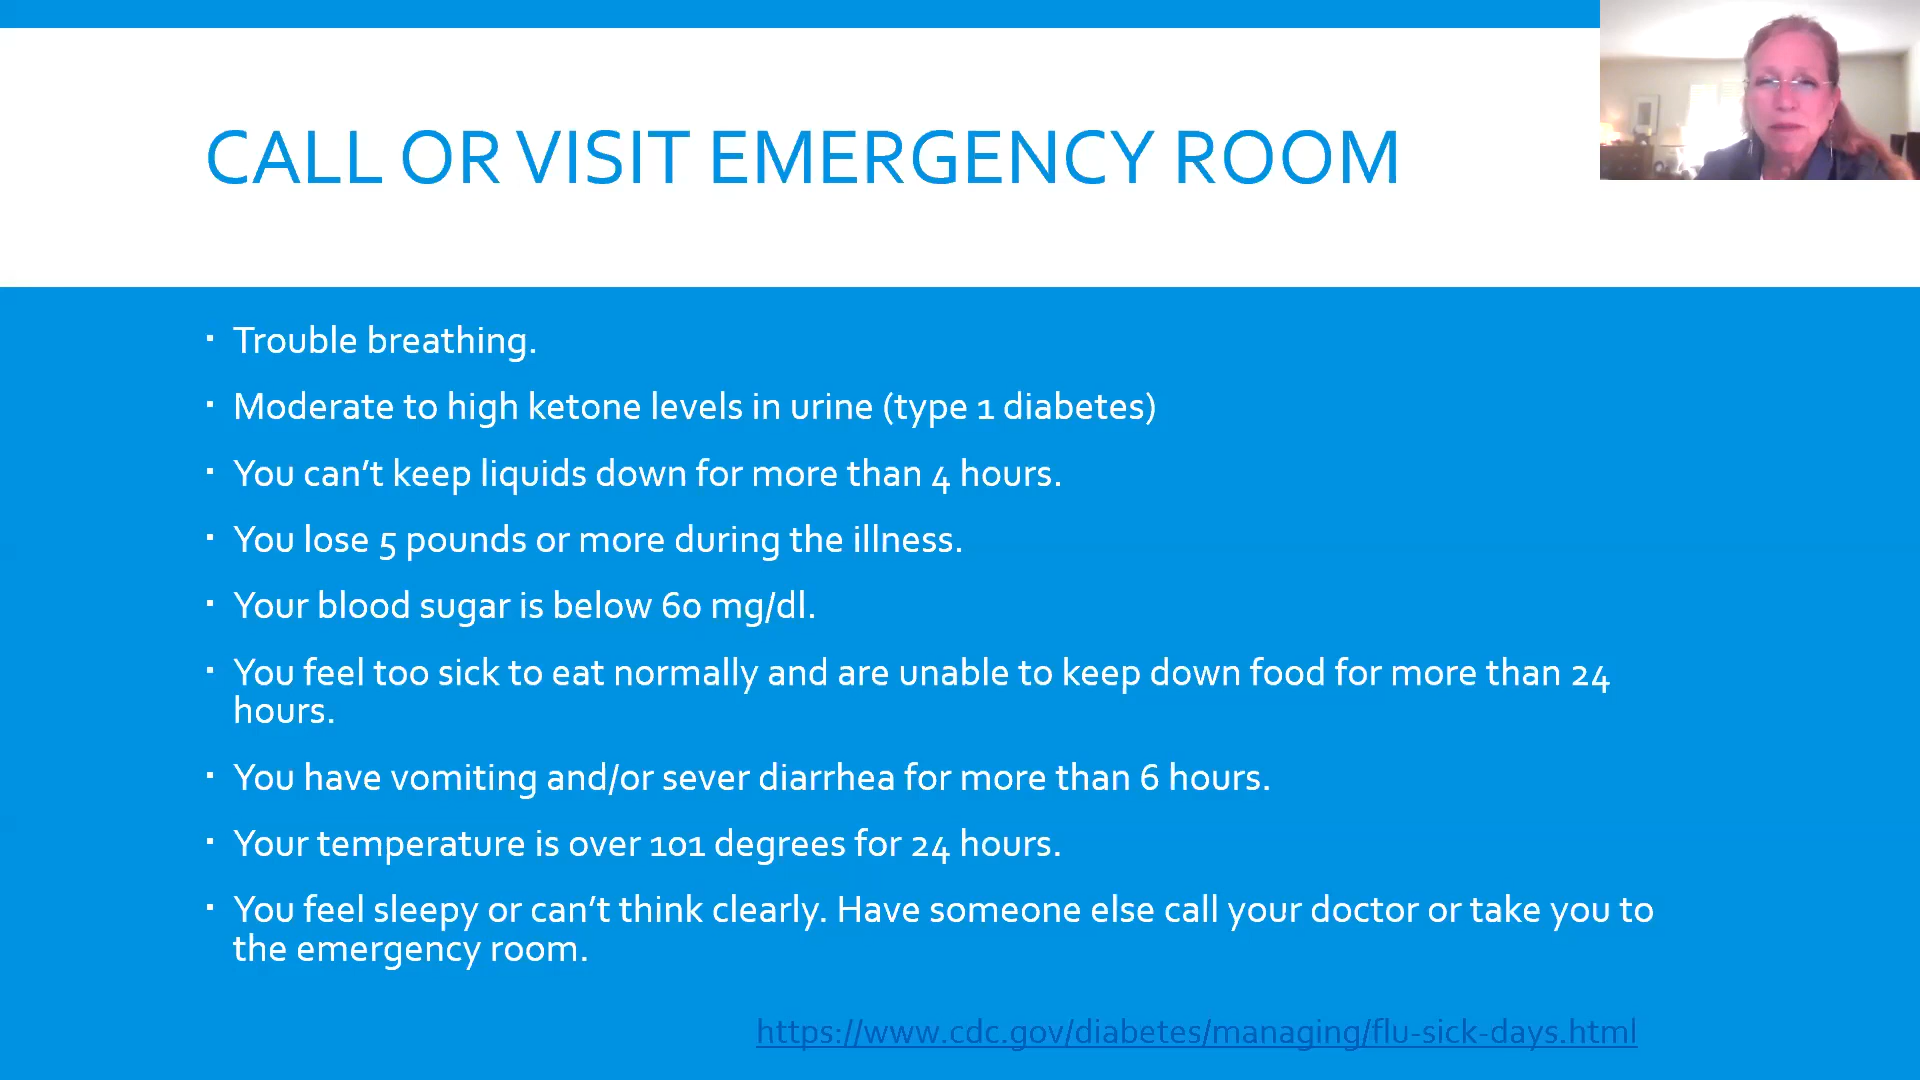 CALL OR VISIT EMERGENCY ROOM
▪ Trouble breathing.
▪ Moderate to high ketone levels in urine (type 1 diabetes)
▪ You can’t keep liquids down for more than 4 hours.
▪ You lose 5 pounds or more during the illness.
▪ Your blood sugar is below 60 mg/dl.
▪ You feel too sick to eat normally and are unable to keep down food for more than 24
hours.
▪ You have vomiting and/or sever diarrhea for more than 6 hours.
▪ Your temperature is over 101 degrees for 24 hours.
▪ You feel sleepy or can’t think clearly. Have someone else call your doctor or take you to
the emergency room.
https://www.cdc.gov/diabetes/managing/flu-sick-days.html